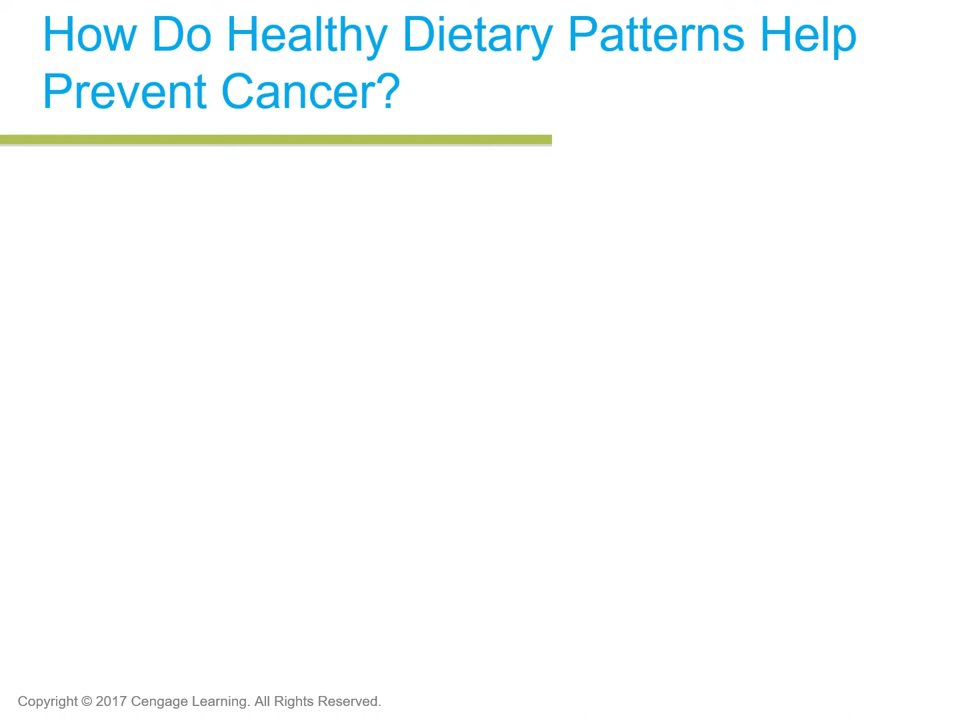 How Do Healthy Dietary Patterns Help
Prevent Cancer?
Copyright © 2017 Cengage Learning. All Rights Reserved.